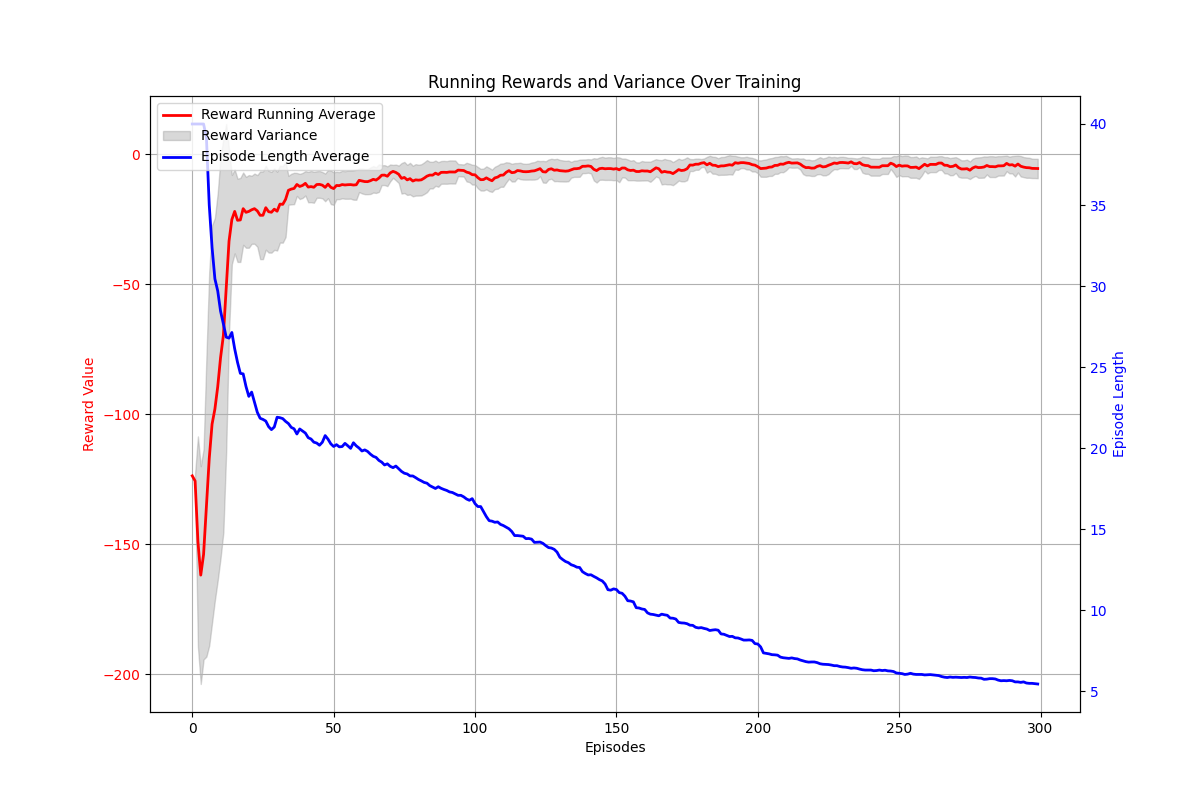 Running Rewards and Variance Over Training
Reward Running Average
Reward Variance
Episode Length Average
0
−50
−100
−150
−200
Reward Value
40
35
30
25
20
15
10
5
Episode Length
0 50 100 150 200 250 300
Episodes